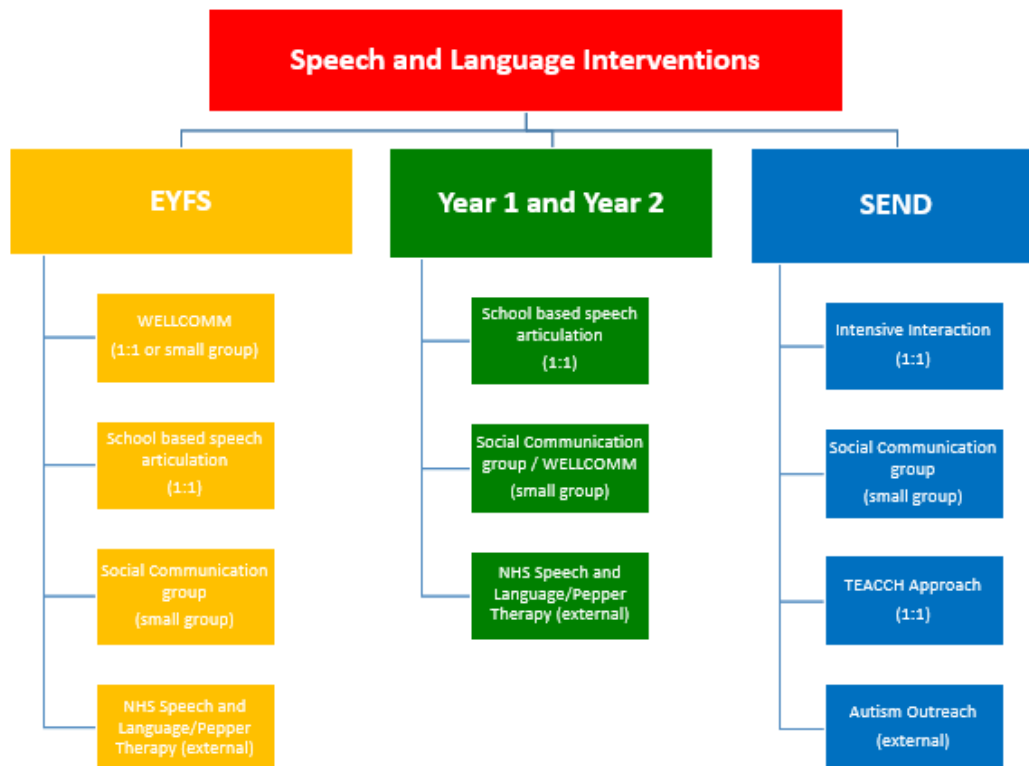 Speech and Language Interventions
EYFS
WELLCOMM
(1:1 or small group)
School based speech
articulation
(1:1)
Social Communication
group
(small group)
NHS Speech and
Language/Pepper
Therapy (external)
Year 1 and Year 2
School based speech
articulation
(1:1)
Social Communication
group / WELLCOMM
(small group)
NHS Speech and
Language/Pepper
Therapy (external)
SEND
Intensive Interaction
(1:1)
Social Communication
group
(small group)
TEACCH Approach
(1:1)
Autism Outreach
(external)